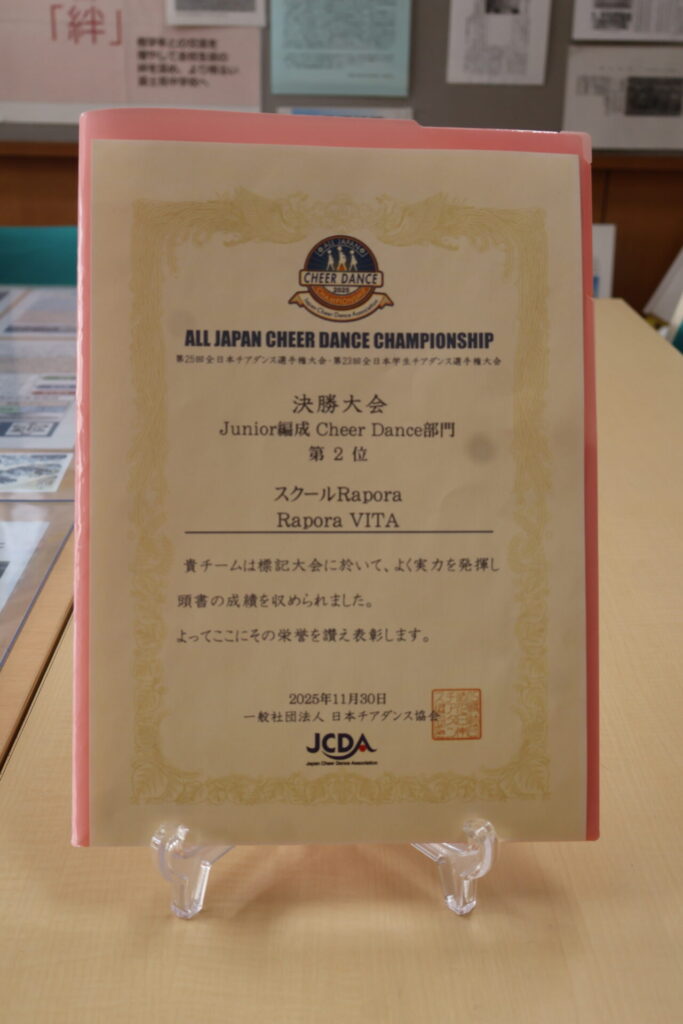 「絆」
ALL JAPAN
CHEER DANCE
2025
CHAMPIONSHIP
Japan Cheer Dance Association
ALL JAPAN CHEER DANCE CHAMPIONSHIP
第25回全日本チアダンス選手権大会・第23回全日本学生チアダンス選手権大会
決勝大会
Junior編成 Cheer Dance部門
第 2 位
スクールRapora
Rapora VITA
貴チームは標記大会に於いて、よく実力を発揮し
頭書の成績を収められました。
よってここにその栄誉を讃え表彰します。
2025年11月30日
一般社団法人 日本チアダンス協会
JCDA
Japan Cheer Dance Association